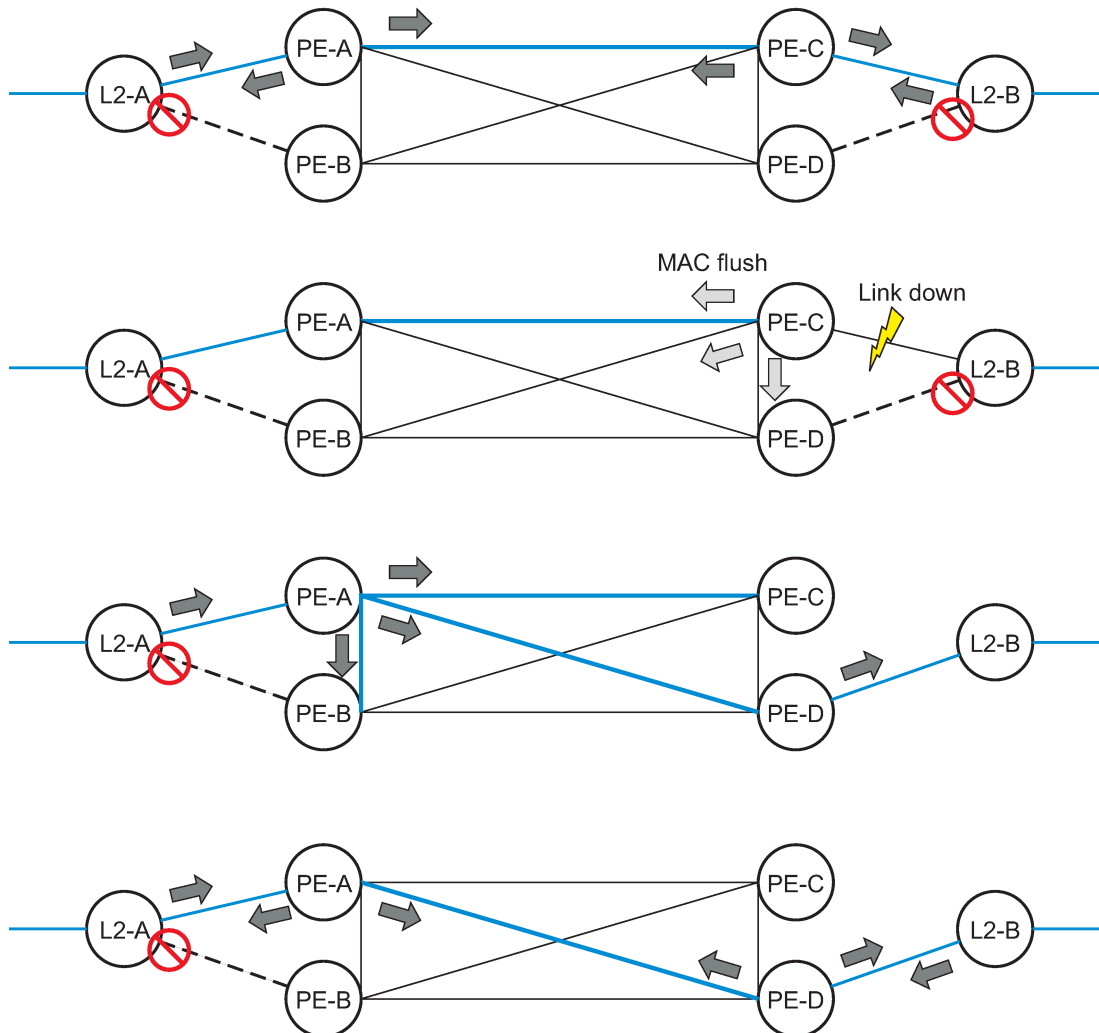 PE-A
PE-C
L2-A
L2-B
PE-B
PE-D
MAC flush
Link down
PE-A
PE-C
L2-A
L2-B
PE-B
PE-D
PE-A
PE-C
L2-A
L2-B
PE-B
PE-D
PE-A
PE-C
L2-A
L2-B
PE-B
PE-D